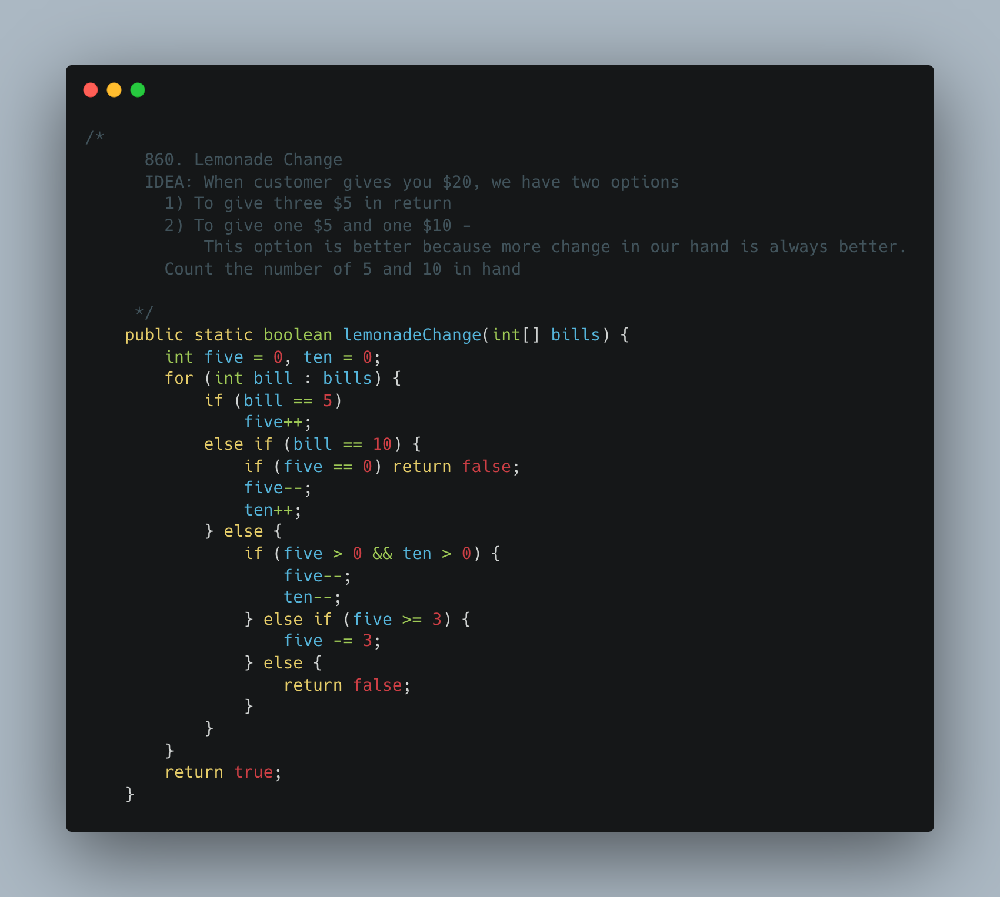 /*
      860. Lemonade Change
      IDEA: When customer gives you $20, we have two options
        1) To give three $5 in return
        2) To give one $5 and one $10 -
            This option is better because more change in our hand is always better.
        Count the number of 5 and 10 in hand

     */
    public static boolean lemonadeChange(int[] bills) {
        int five = 0, ten = 0;
        for (int bill : bills) {
            if (bill == 5)
                five++;
            else if (bill == 10) {
                if (five == 0) return false;
                five--;
                ten++;
            } else {
                if (five > 0 && ten > 0) {
                    five--;
                    ten--;
                } else if (five >= 3) {
                    five -= 3;
                } else {
                    return false;
                }
            }
        }
        return true;
    }